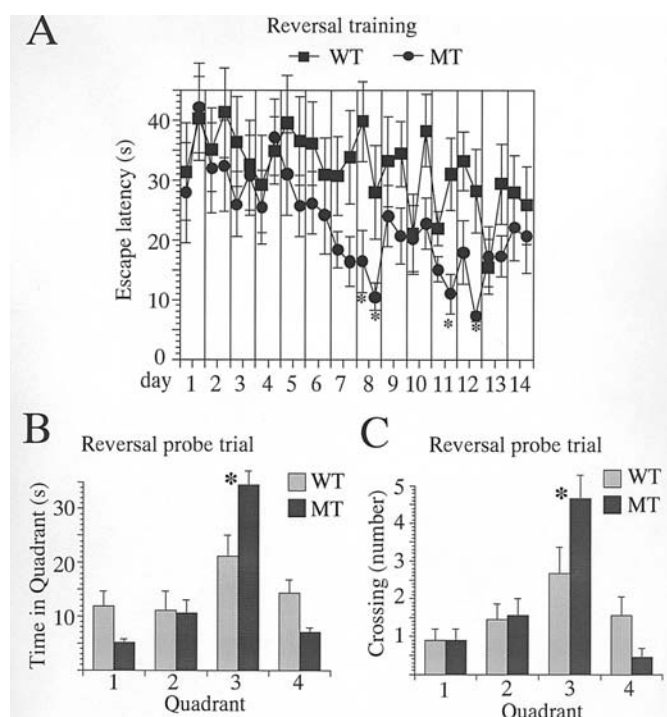 A
Reversal training
WT MT
Escape latency (s)
40
30
20
10
0
* * * *
day 1 2 3 4 5 6 7 8 9 10 11 12 13 14
B
Reversal probe trial
WT
MT
*
Time in Quadrant (s)
30
20
10
1 2 3 4
Quadrant
C
Reversal probe trial
WT
MT
*
Crossing (number)
5
4
3
2
1
1 2 3 4
Quadrant